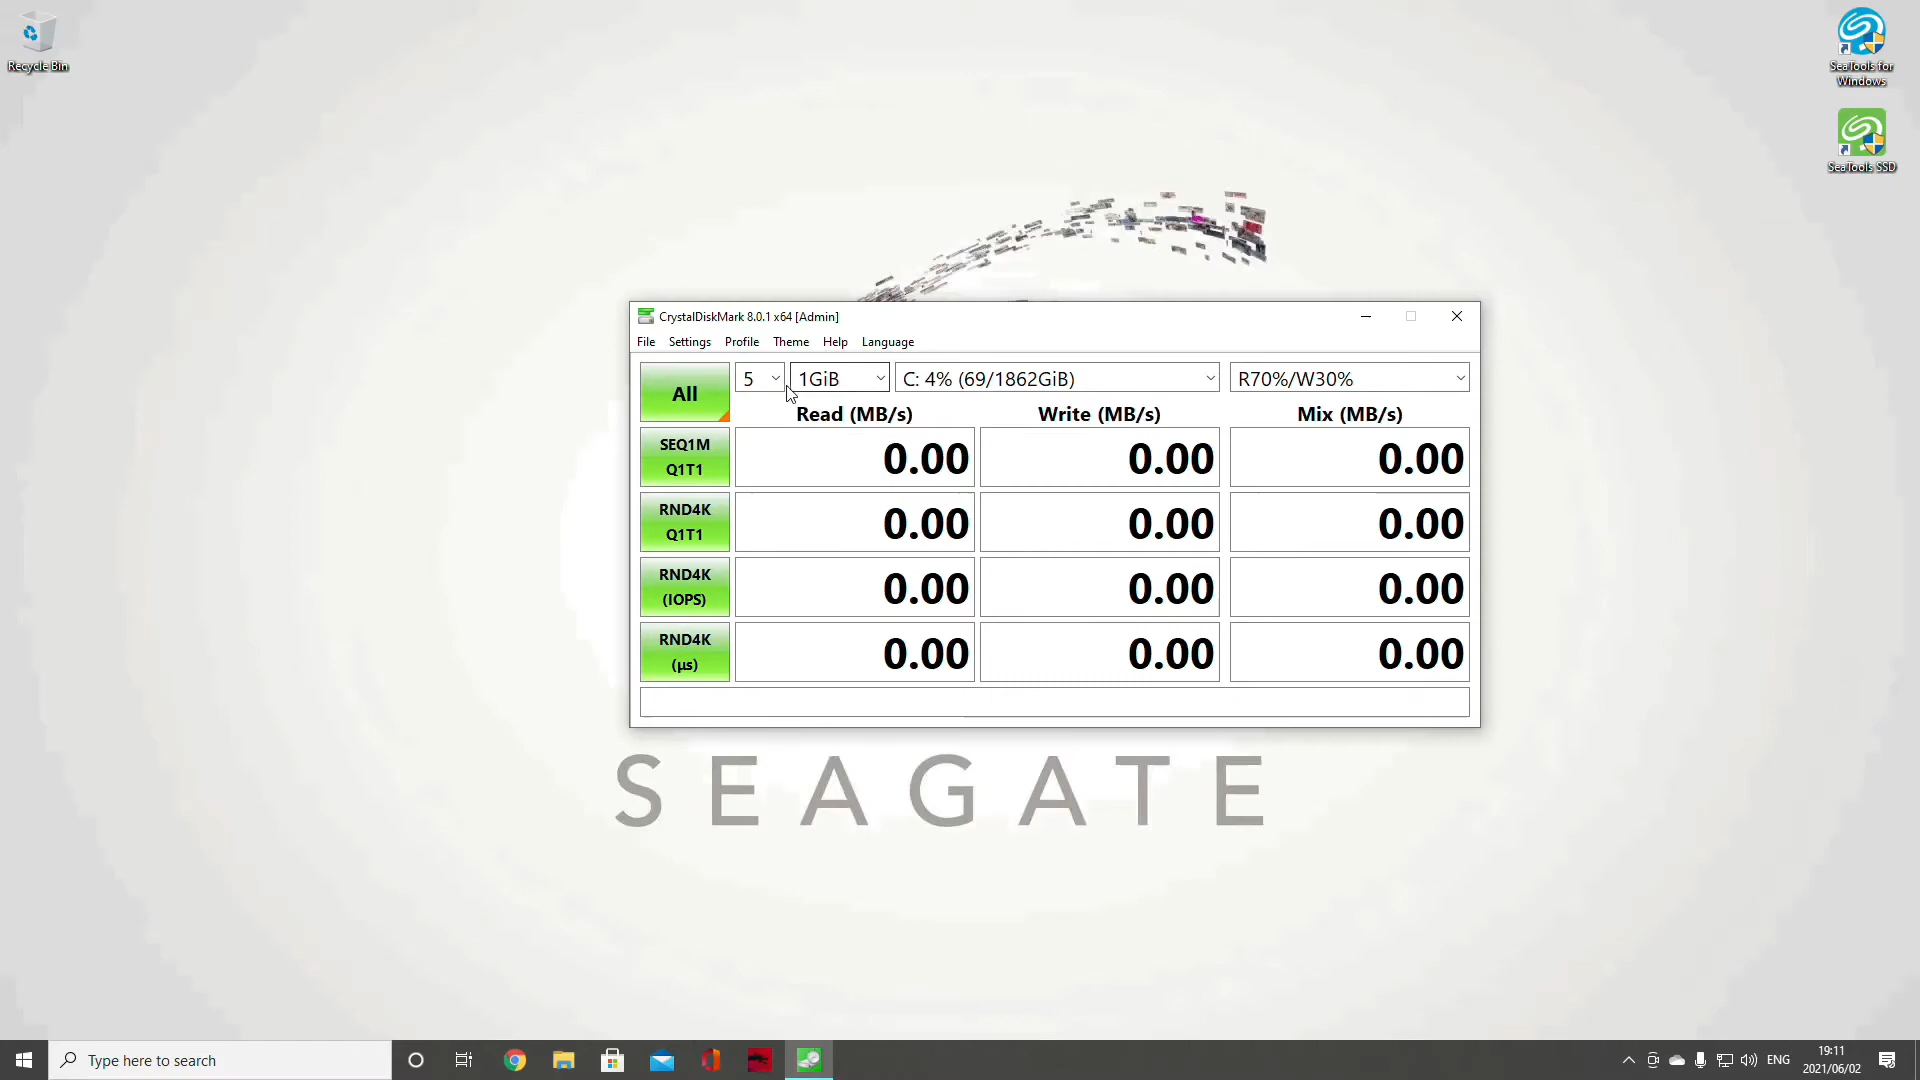 Recycle Bin
SeaTools for
Windows
SeaTools SSD
CrystalDiskMark 8.0.1 x64 [Admin]
File Settings Profile Theme Help Language
All 5 1GiB C: 4% (69/1862GiB) R70%/W30%
Read (MB/s) Write (MB/s) Mix (MB/s)
SEQ1M
Q1T1
0.00 0.00 0.00
RND4K
Q1T1
0.00 0.00 0.00
RND4K
(IOPS)
0.00 0.00 0.00
RND4K
(µs)
0.00 0.00 0.00
SEAGATE
Type here to search
ENG
19:11
2021/06/02